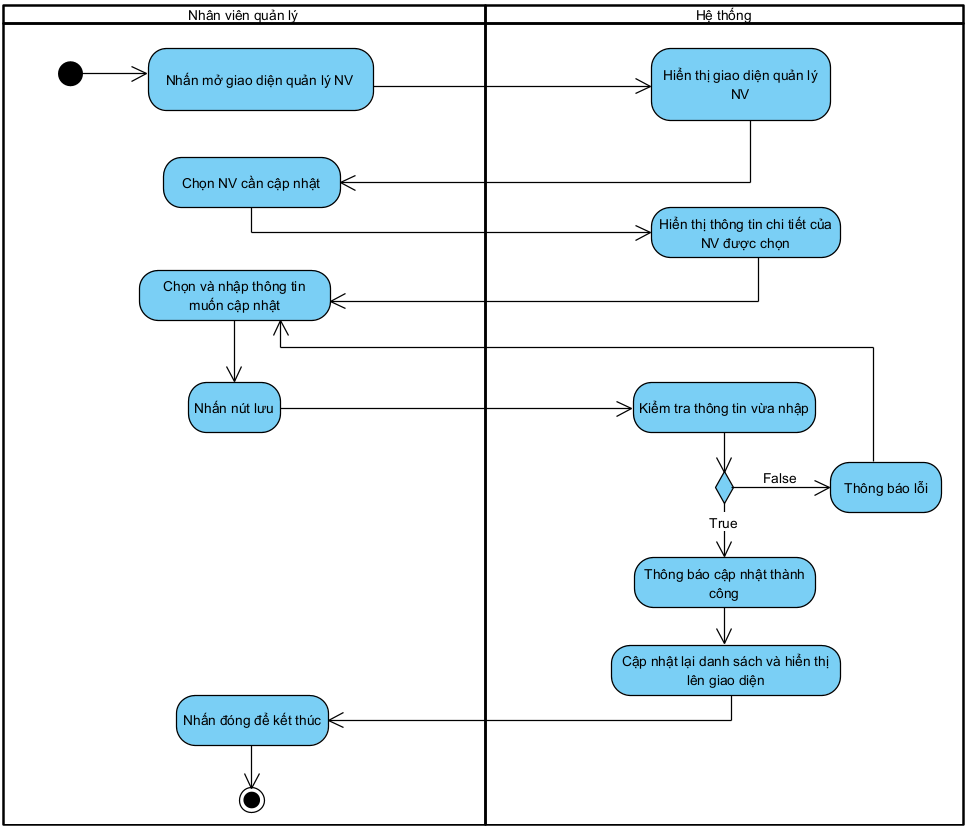 Nhân viên quản lý
Hệ thống
Nhấn mở giao diện quản lý NV
Hiển thị giao diện quản lý
NV
Chọn NV cần cập nhật
Hiển thị thông tin chi tiết của
NV được chọn
Chọn và nhập thông tin
muốn cập nhật
Nhấn nút lưu
Kiểm tra thông tin vừa nhập
False
Thông báo lỗi
True
Thông báo cập nhật thành
công
Cập nhật lại danh sách và hiển thị
lên giao diện
Nhấn đóng để kết thúc